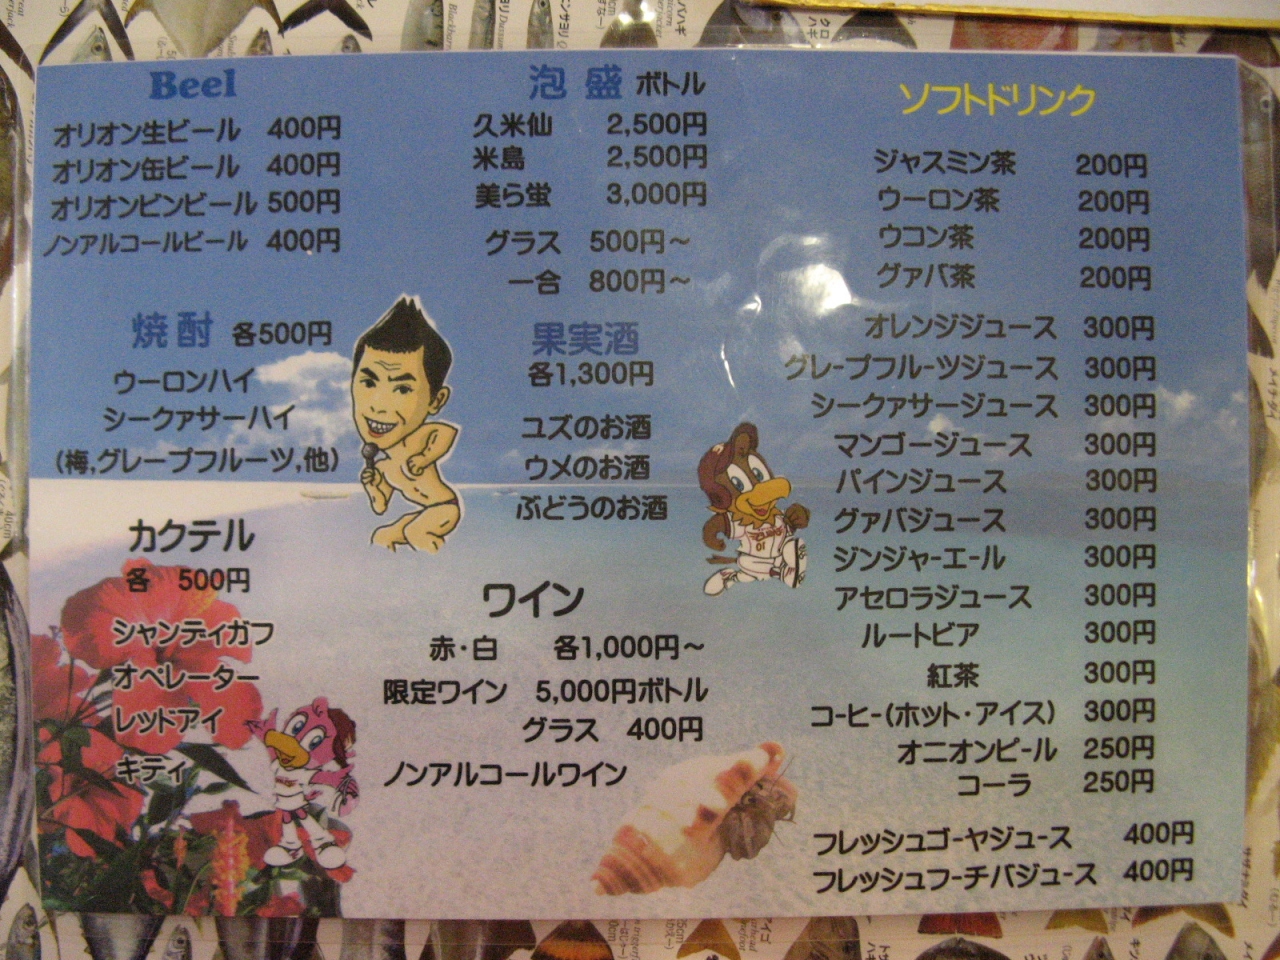 Beel
オリオン生ビール 400円
オリオン缶ビール 400円
オリオンビンビール 500円
ノンアルコールビール 400円
焼酎 各500円
ウーロンハイ
シークァサーハイ
(梅,グレープフルーツ,他)
カクテル
各 500円
シャンディガフ
オペレーター
レッドアイ
キティ
泡盛 ボトル
久米仙 2,500円
米島 2,500円
美ら蛍 3,000円
グラス 500円～
一合 800円～
果実酒
各1,300円
ユズのお酒
ウメのお酒
ぶどうのお酒
ワイン
赤・白 各1,000円～
限定ワイン 5,000円ボトル
グラス 400円
ノンアルコールワイン
ソフトドリンク
ジャスミン茶 200円
ウーロン茶 200円
ウコン茶 200円
グァバ茶 200円
オレンジジュース 300円
グレープフルーツジュース 300円
シークァサージュース 300円
マンゴージュース 300円
パインジュース 300円
グァバジュース 300円
ジンジャーエール 300円
アセロラジュース 300円
ルートビア 300円
紅茶 300円
コーヒー(ホット・アイス) 300円
オニオンピール 250円
コーラ 250円
フレッシュゴーヤジュース 400円
フレッシュフーチバジュース 400円